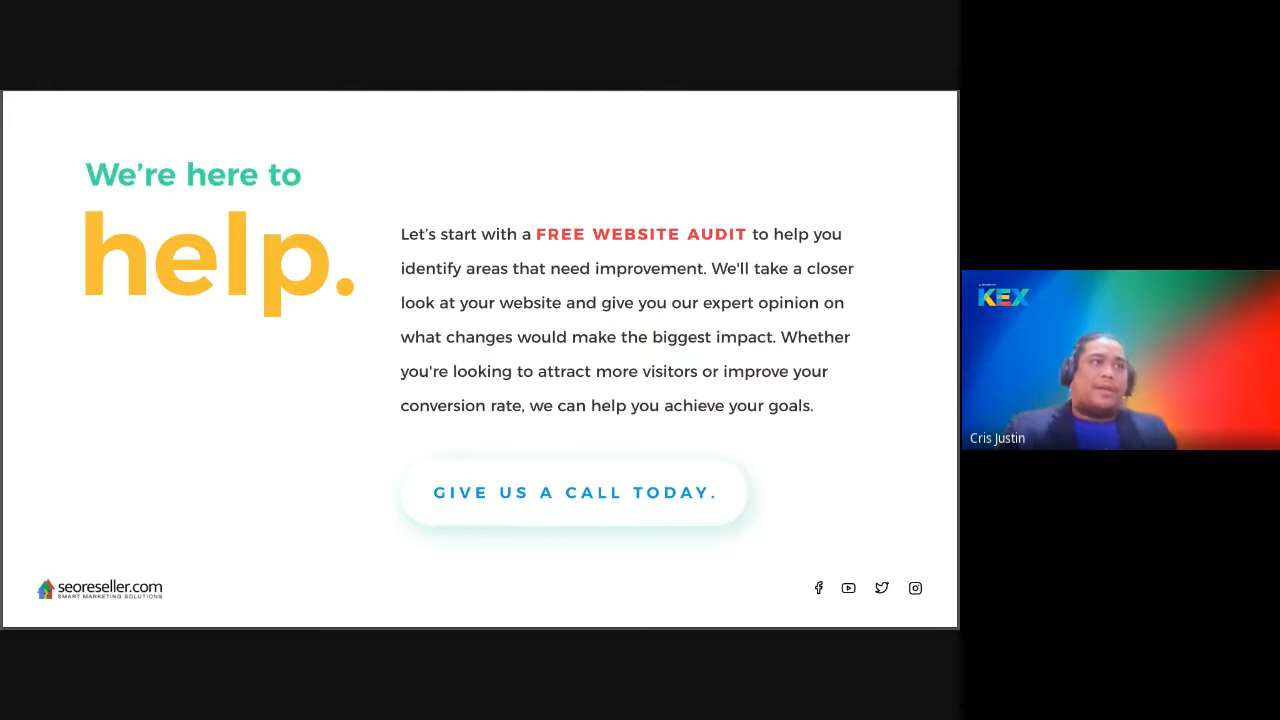 We’re here to
help.
Let’s start with a FREE WEBSITE AUDIT to help you
identify areas that need improvement. We'll take a closer
look at your website and give you our expert opinion on
what changes would make the biggest impact. Whether
you're looking to attract more visitors or improve your
conversion rate, we can help you achieve your goals.
GIVE US A CALL TODAY.
seoreseller.com
SMART MARKETING SOLUTIONS
KEX
Cris Justin